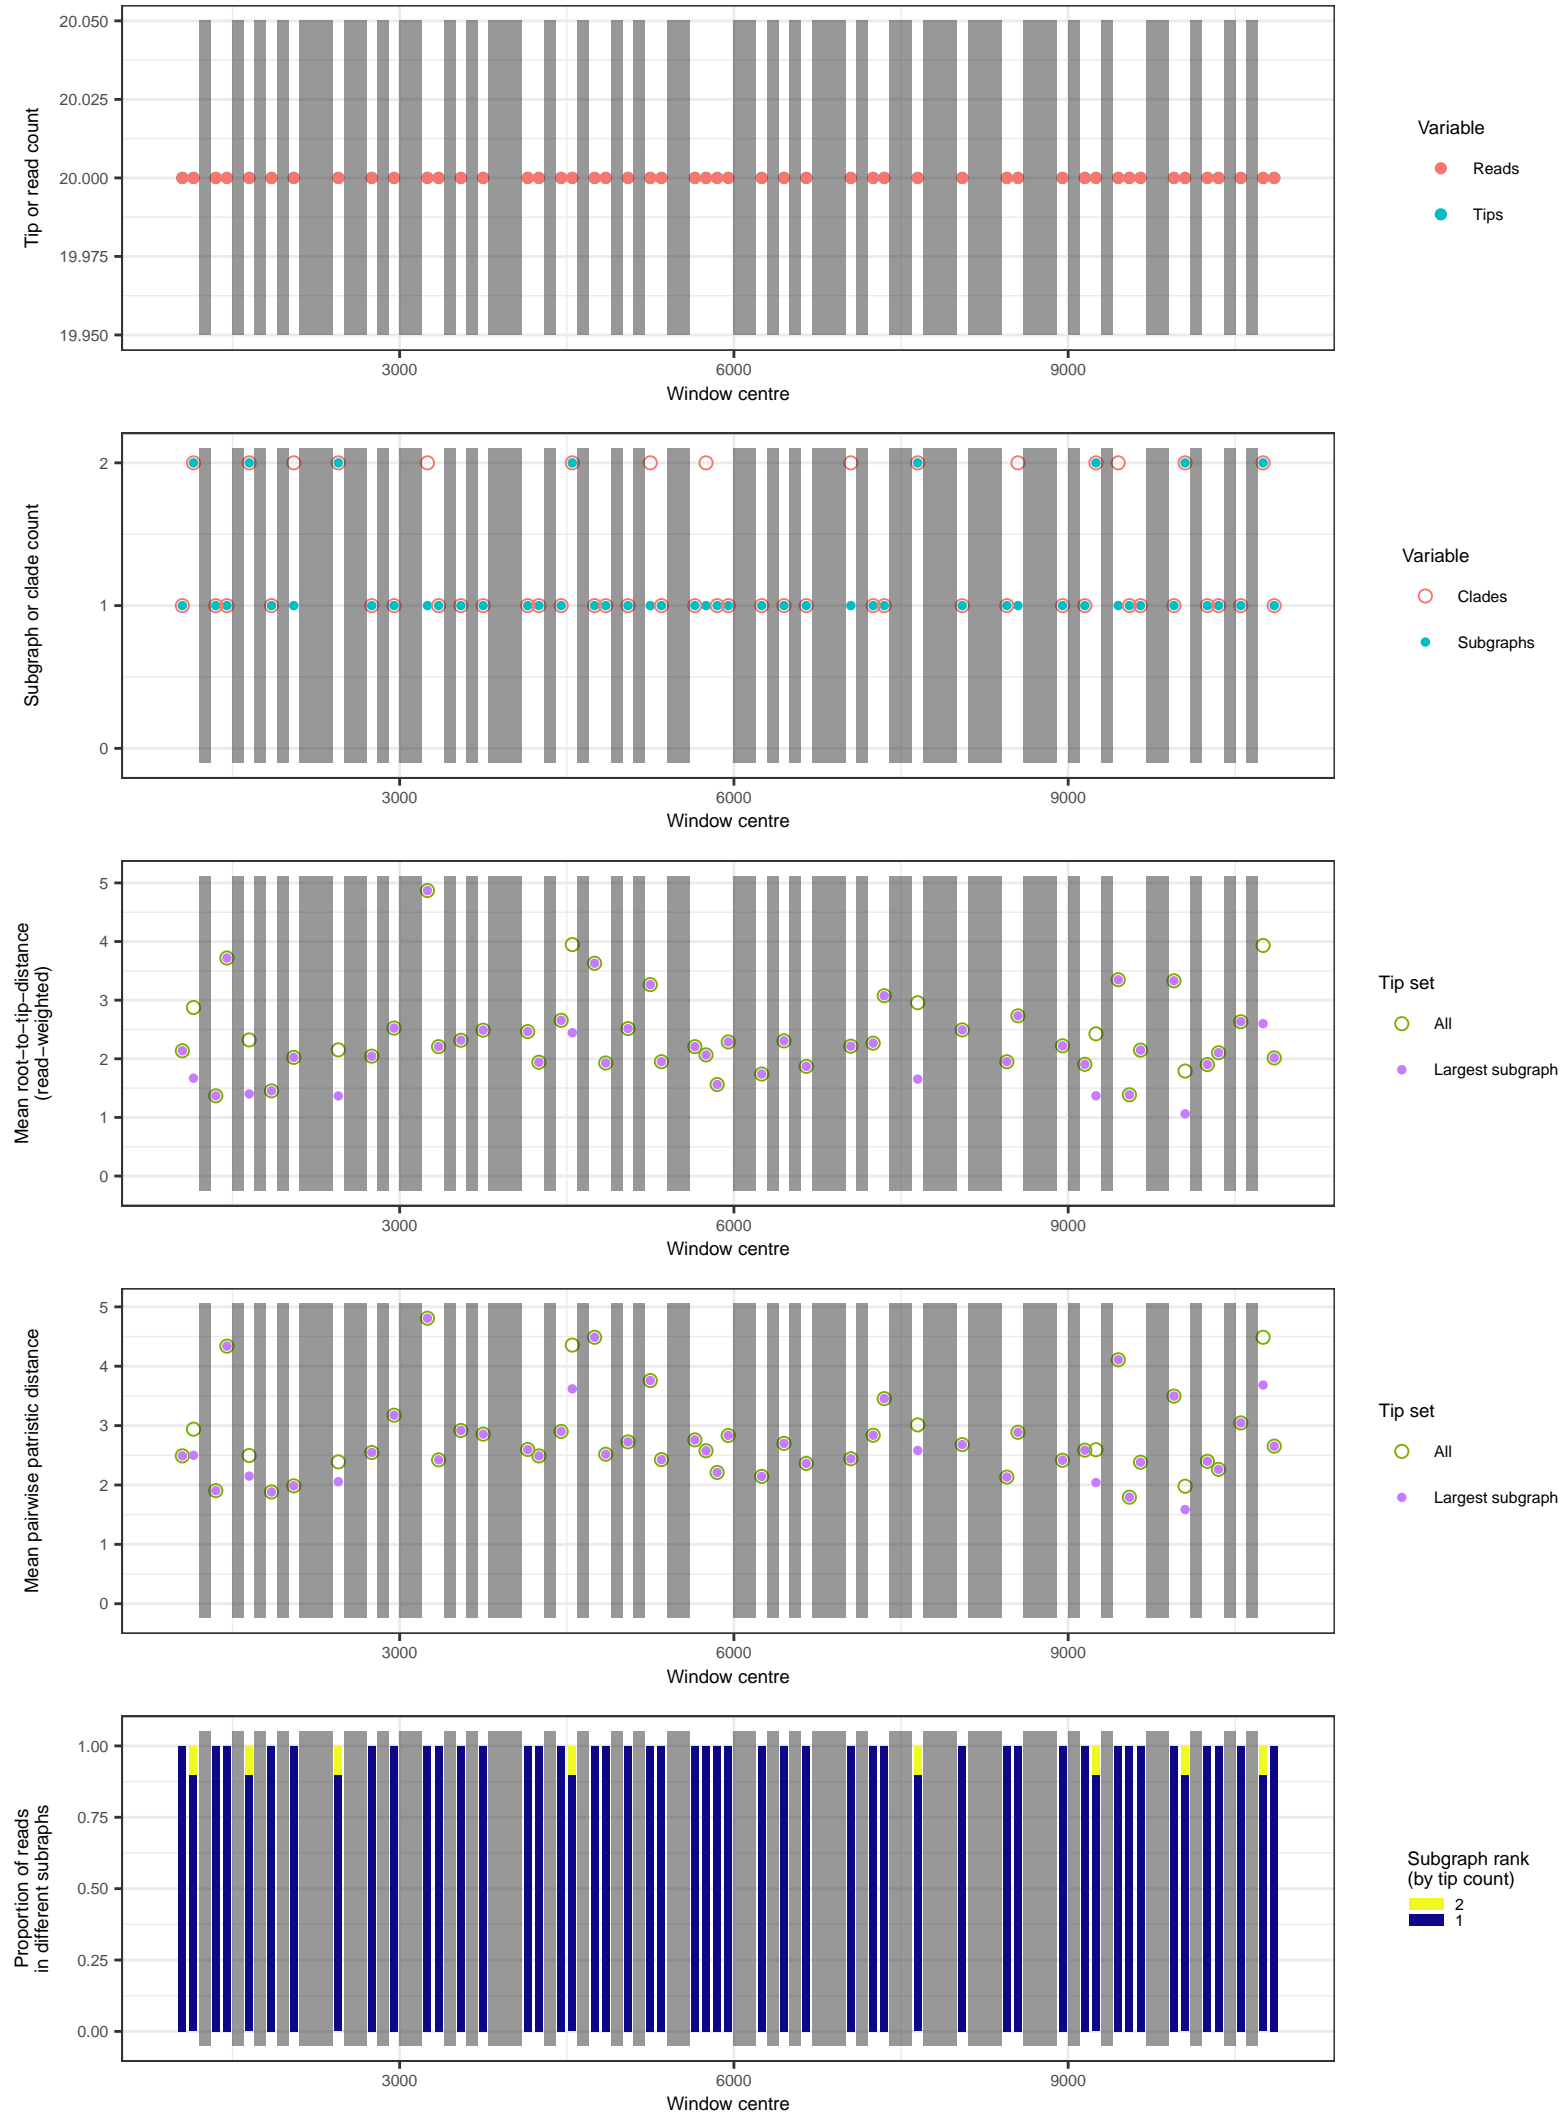 20.050
20.025
20.000
19.975
19.950
Tip or read count
3000
6000
9000
Window centre
Variable
Reads
Tips
2
1
0
Subgraph or clade count
3000
6000
9000
Window centre
Variable
Clades
Subgraphs
5
4
3
2
1
0
Mean root−to−tip−distance
(read−weighted)
3000
6000
9000
Window centre
Tip set
All
Largest subgraph
5
4
3
2
1
0
Mean pairwise patristic distance
3000
6000
9000
Window centre
Tip set
All
Largest subgraph
1.00
0.75
0.50
0.25
0.00
Proportion of reads
in different subraphs
3000
6000
9000
Window centre
Subgraph rank
(by tip count)
2
1